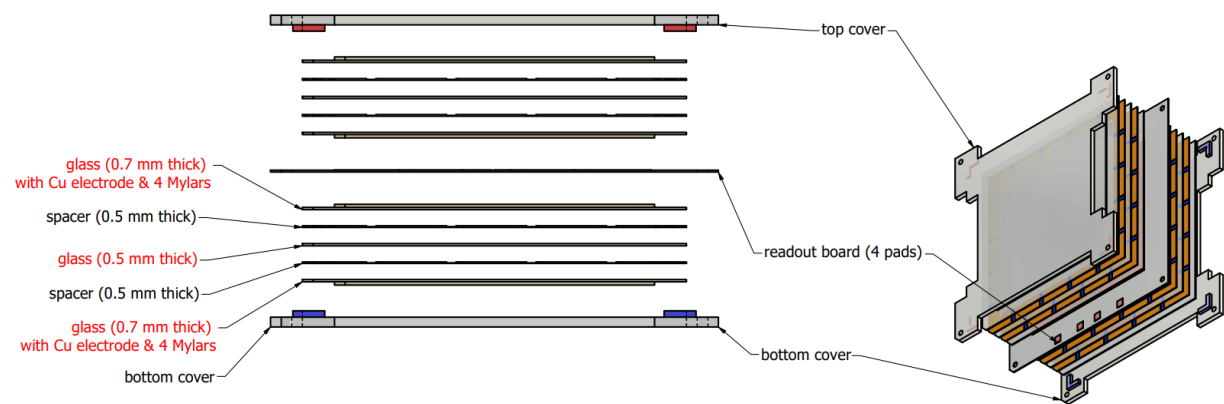 top cover
glass (0.7 mm thick)
with Cu electrode & 4 Mylars
spacer (0.5 mm thick)
glass (0.5 mm thick)
readout board (4 pads)
spacer (0.5 mm thick)
glass (0.7 mm thick)
with Cu electrode & 4 Mylars
bottom cover
bottom cover